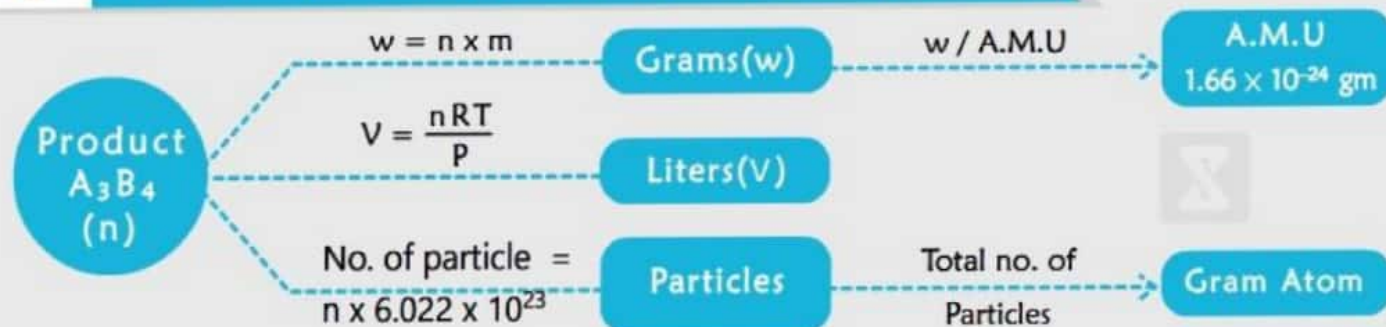 w = n x m
Grams(w)
w / A.M.U
A.M.U
1.66 × 10⁻²⁴ gm
Product
A₃B₄
(n)
V = nRT / P
Liters(V)
No. of particle =
n x 6.022 x 10²³
Particles
Total no. of
Particles
Gram Atom